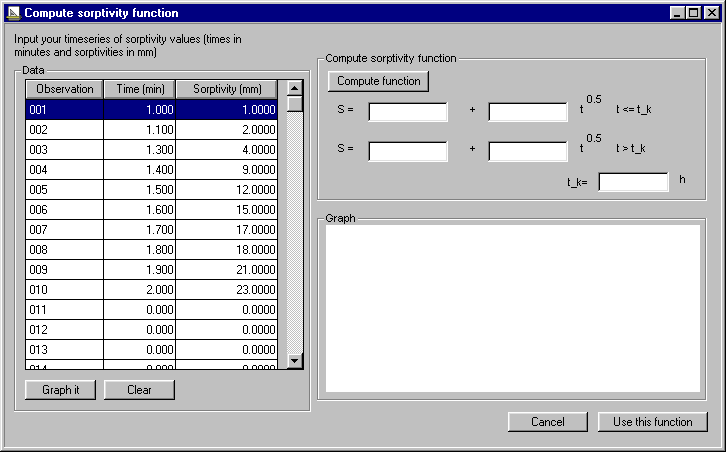 Compute sorptivity function
Input your timeseries of sorptivity values (times in
minutes and sorptivities in mm)
Data
Observation Time (min) Sorptivity (mm)
001 1.000 1.0000
002 1.100 2.0000
003 1.300 4.0000
004 1.400 9.0000
005 1.500 12.0000
006 1.600 15.0000
007 1.700 17.0000
008 1.800 18.0000
009 1.900 21.0000
010 2.000 23.0000
011 0.000 0.0000
012 0.000 0.0000
013 0.000 0.0000
014 0.000 0.0000
Graph it Clear
Compute sorptivity function
Compute function
S = + t 0.5 t <= t_k
S = + t 0.5 t > t_k
t_k= h
Graph
Cancel Use this function